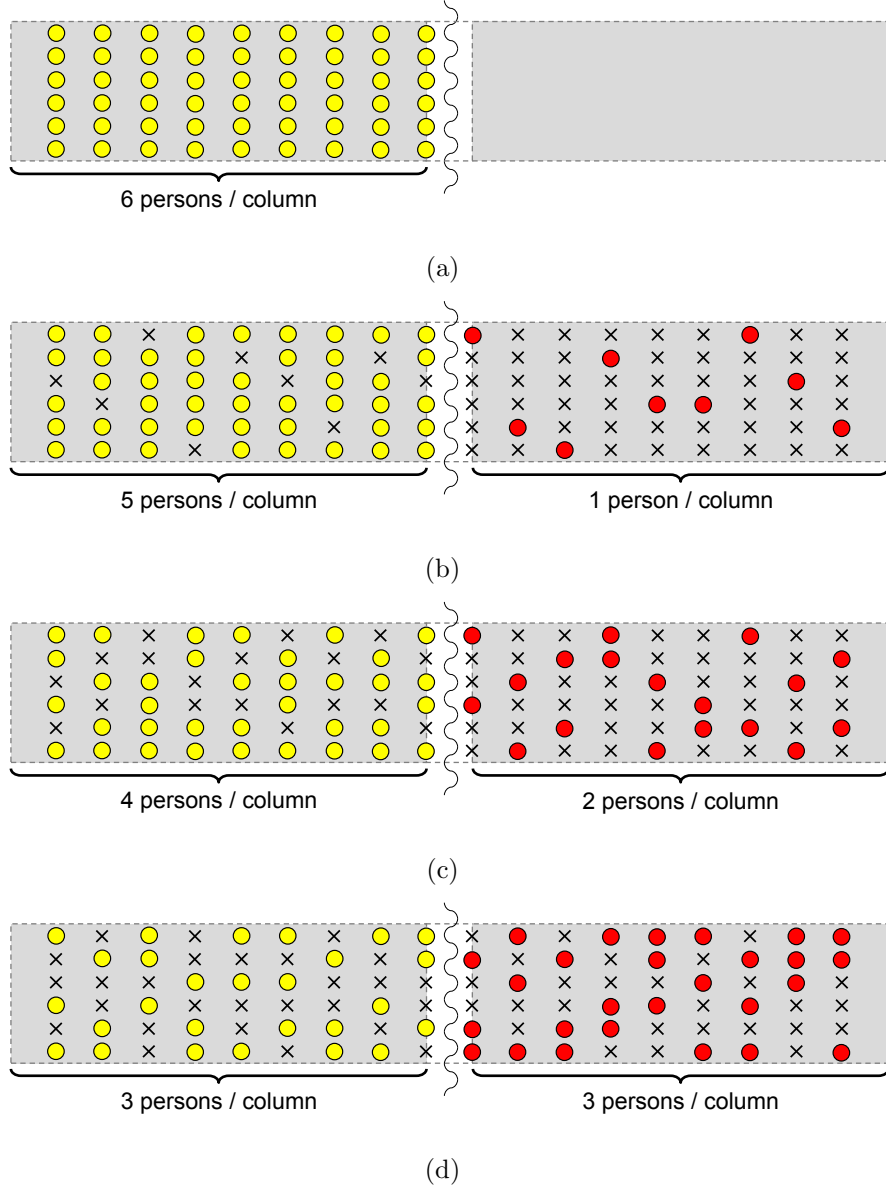 6 persons / column
(a)
5 persons / column 1 person / column
(b)
4 persons / column 2 persons / column
(c)
3 persons / column 3 persons / column
(d)